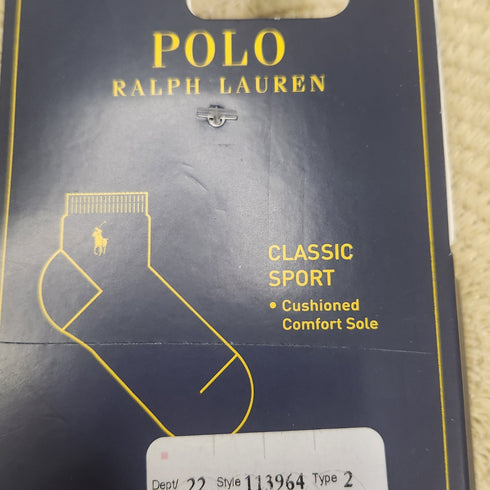 POLO
RALPH LAUREN
CLASSIC
SPORT
• Cushioned
Comfort Sole
Dept/ 22 Style 113964 Type 2